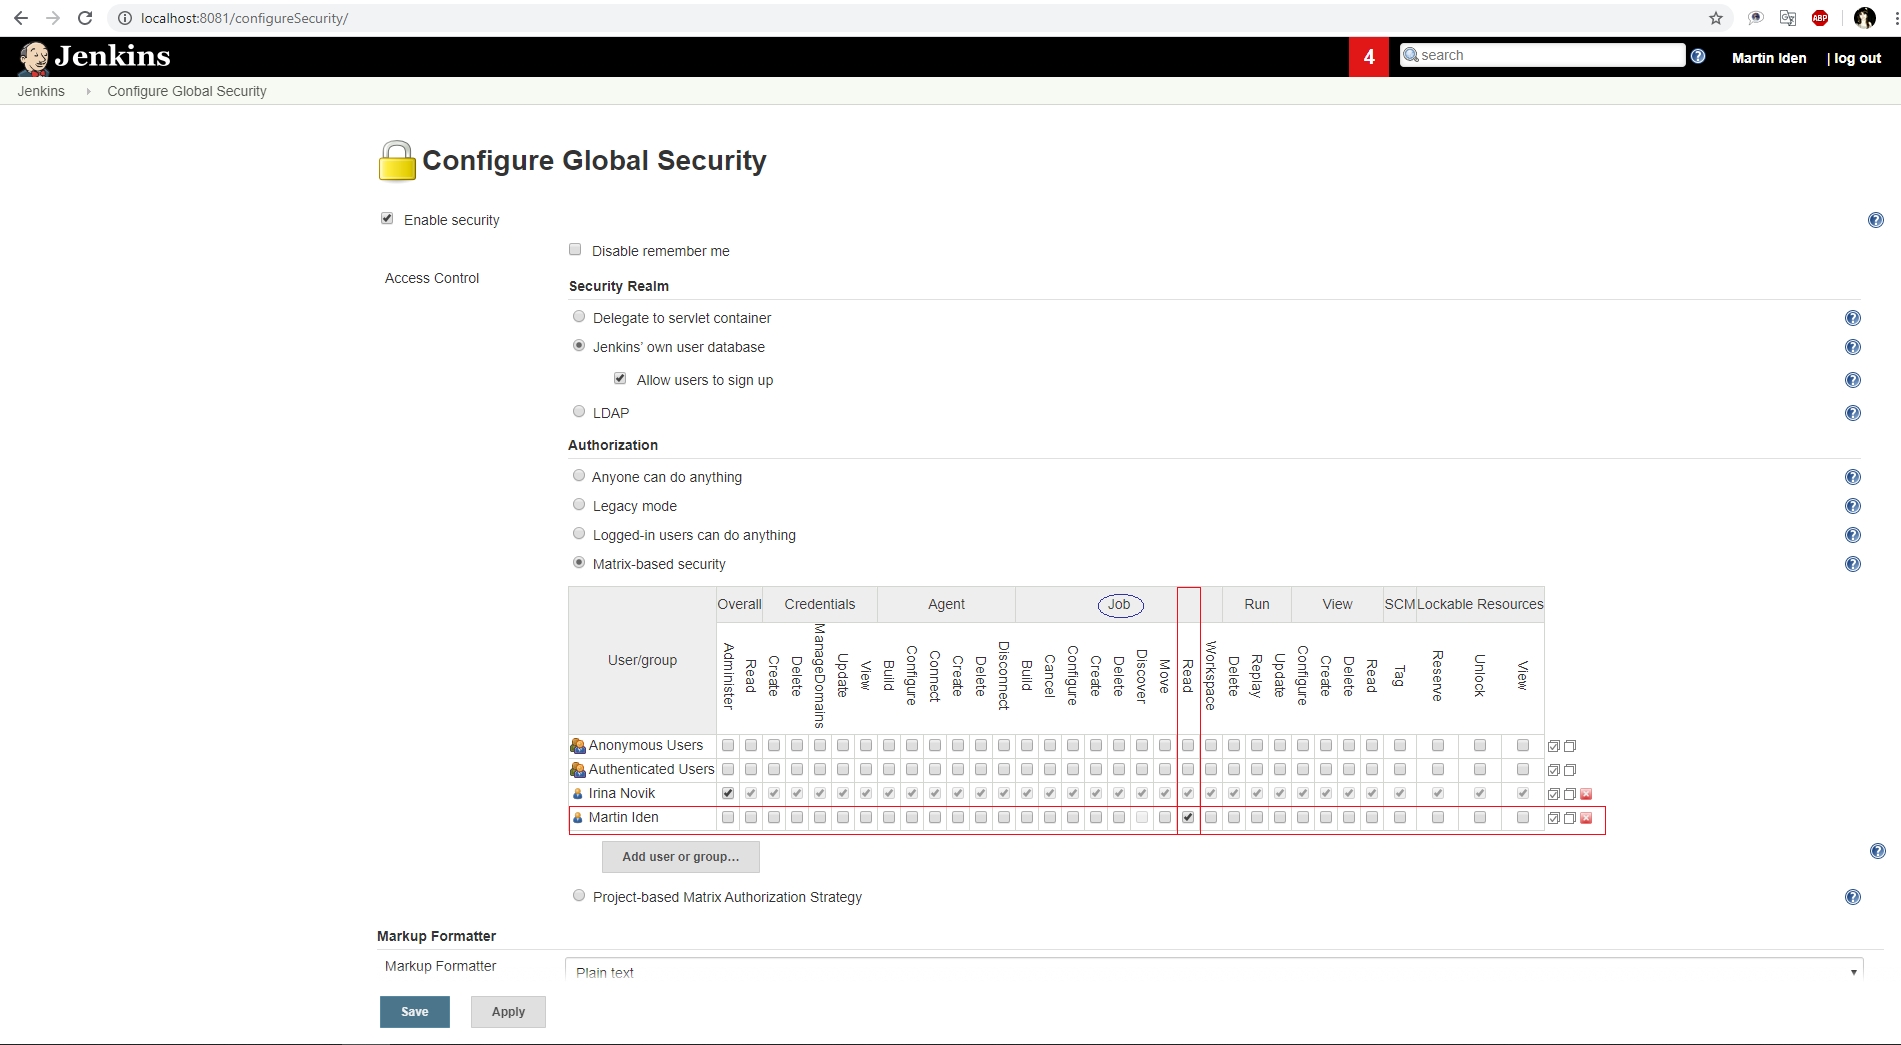 localhost:8081/configureSecurity/
ABP
Jenkins
4
search
Martin Iden
| log out
Jenkins
Configure Global Security
Configure Global Security
Enable security
Disable remember me
Access Control
Security Realm
Delegate to servlet container
Jenkins' own user database
Allow users to sign up
LDAP
Authorization
Anyone can do anything
Legacy mode
Logged-in users can do anything
Matrix-based security
User/group Overall Credentials Agent Job Run View SCM Lockable Resources
Administer Read Create Delete ManageDomains Update View Build Configure Connect Create Delete Disconnect Build Cancel Configure Create Delete Discover Move Read Workspace Delete Replay Update Configure Create Delete Read Tag Reserve Unlock View
Anonymous Users
Authenticated Users
Irina Novik
Martin Iden
Add user or group...
Project-based Matrix Authorization Strategy
Markup Formatter
Markup Formatter
Plain text
Save
Apply